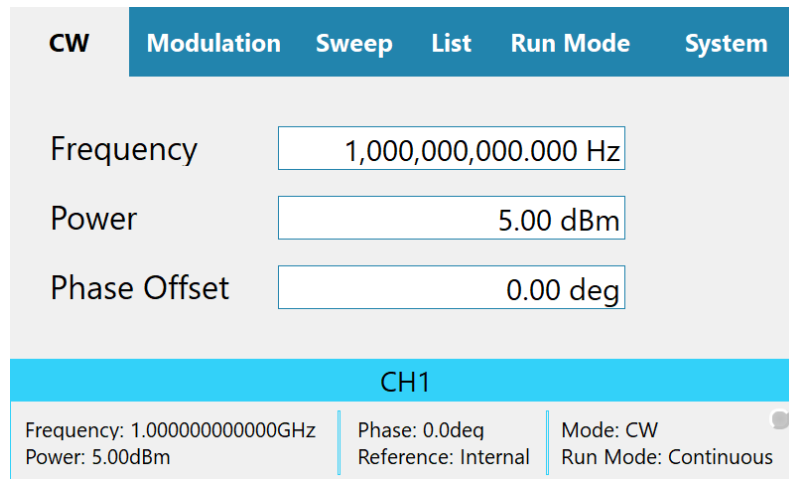 CW Modulation Sweep List Run Mode System
Frequency 1,000,000,000.000 Hz
Power 5.00 dBm
Phase Offset 0.00 deg
CH1
Frequency: 1.000000000000GHz Phase: 0.0deg Mode: CW
Power: 5.00dBm Reference: Internal Run Mode: Continuous